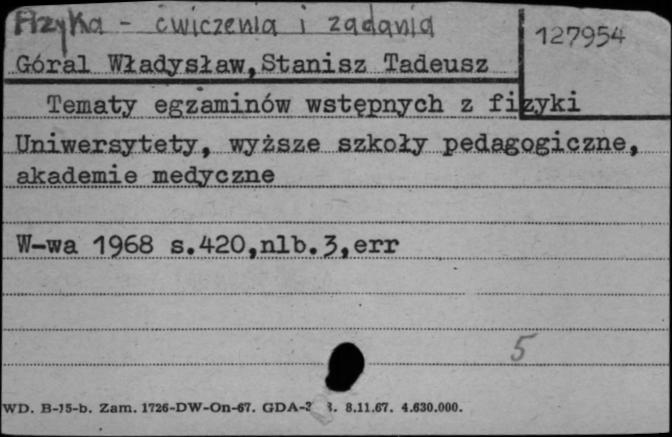 Fizyka - ćwiczenia i zadania
127954
Góral Władysław, Stanisz Tadeusz
Tematy egzaminów wstępnych z fizyki
Uniwersytety, wyższe szkoły pedagogiczne,
akademie medyczne
W-wa 1968 s.420,nlb.3,err
5
WD. B-15-b. Zam. 1726-DW-On-67. GDA- 8.11.67. 4.630.000.